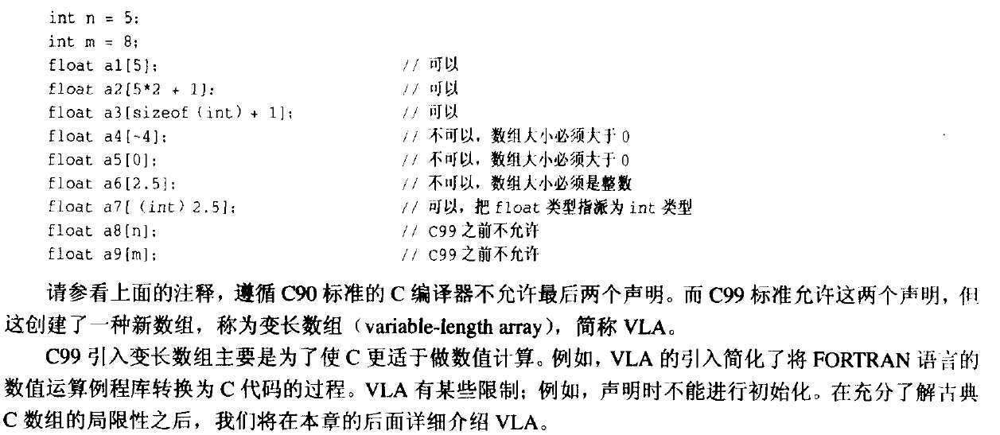 int n = 5;
int m = 8;
float a1[5]; // 可以
float a2[5*2 + 1]; // 可以
float a3[sizeof (int) + 1]; // 可以
float a4[-4]; // 不可以，数组大小必须大于 0
float a5[0]; // 不可以，数组大小必须大于 0
float a6[2.5]; // 不可以，数组大小必须是整数
float a7[ (int) 2.5]; // 可以，把 float 类型指派为 int 类型
float a8[n]; // C99 之前不允许
float a9[m]; // C99 之前不允许
请参看上面的注释，遵循 C90 标准的 C 编译器不允许最后两个声明。而 C99 标准允许这两个声明，但
这创建了一种新数组，称为变长数组（variable-length array），简称 VLA。
C99 引入变长数组主要是为了使 C 更适于做数值计算。例如，VLA 的引入简化了将 FORTRAN 语言的
数值运算例程库转换为 C 代码的过程。VLA 有某些限制；例如，声明时不能进行初始化。在充分了解古典
C 数组的局限性之后，我们将在本章的后面详细介绍 VLA。